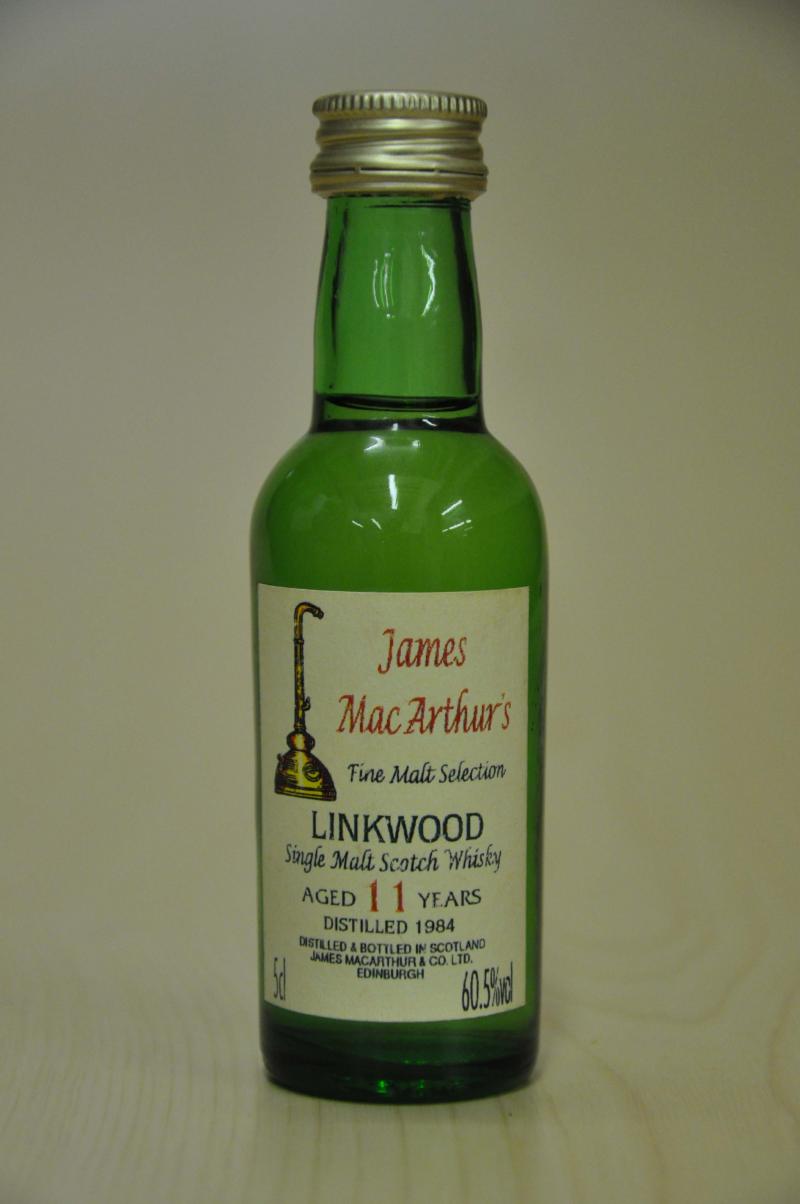 James
MacArthur's
Fine Malt Selection
LINKWOOD
Single Malt Scotch Whisky
AGED 11 YEARS
DISTILLED 1984
DISTILLED & BOTTLED IN SCOTLAND
JAMES MACARTHUR & CO. LTD.
EDINBURGH
5cl
60.5%vol